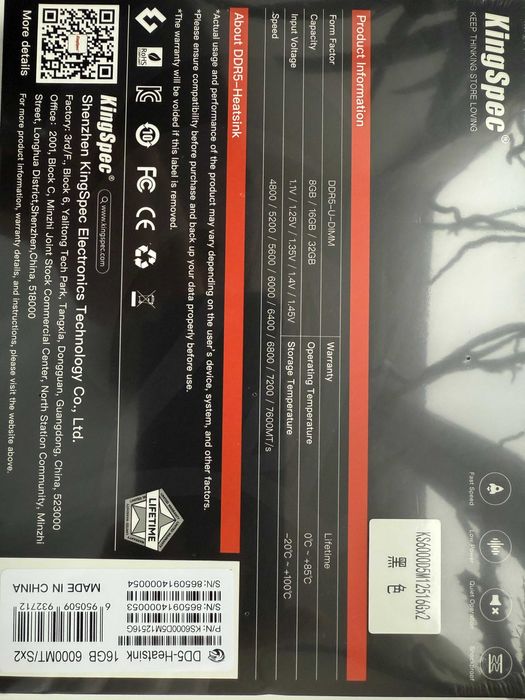 KingSpec®
KEEP THINKING STORE LOVING
Fast Speed
Low Power
Quiet Operation
Shock-Proof
KS6000D5M12516Gx2
黑色
Product Information
Form Factor DDR5-U-DIMM Warranty Lifetime
Capacity 8GB / 16GB / 32GB Operating Temperature 0℃ ~ +85℃
Input Voltage 1.1V / 1.25V / 1.35V / 1.4V / 1.45V Storage Temperature -20℃ ~ +100℃
Speed 4800 / 5200 / 5600 / 6000 / 6400 / 6800 / 7200 / 7600MT/s
About DDR5-Heatsink
*Actual usage and performance of the product may vary depending on the user's device, system, and other factors.
*Please ensure compatibility before purchase and back up your data properly before use.
*The warranty will be voided if this label is removed.
RoHS
10
FC CE
LIFETIME
KingSpec®
www.kingspec.com
Shenzhen KingSpec Electronics Technology Co., Ltd.
Factory: 3rd/F., Block 6, Yalitong Tech Park, Tangxia, Dongguan, Guangdong, China, 523000
Office: 2001, Block C, Minzhi Joint Stock Commercial Center, North Station Community, Minzhi
Street, Longhua District,Shenzhen,China, 518000
For more product information, warranty details, and instructions, please visit the website above.
More details
DD5-Heatsink 16GB 6000MT/Sx2
P/N: KS6000D5M12516G
S/N: 8650914000053
S/N: 8650914000054
6 950509 927712
MADE IN CHINA